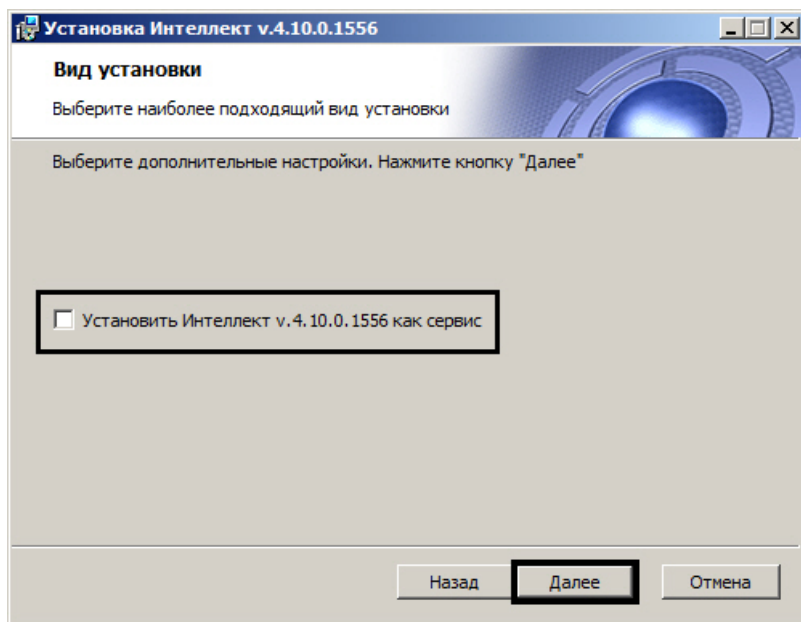 Установка Интеллект v.4.10.0.1556
Вид установки
Выберите наиболее подходящий вид установки
Выберите дополнительные настройки. Нажмите кнопку "Далее"
Установить Интеллект v.4.10.0.1556 как сервис
Назад
Далее
Отмена